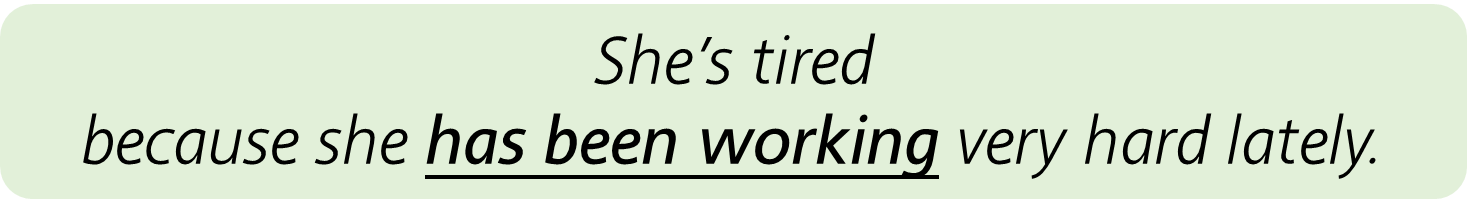 She’s tired
because she has been working very hard lately.